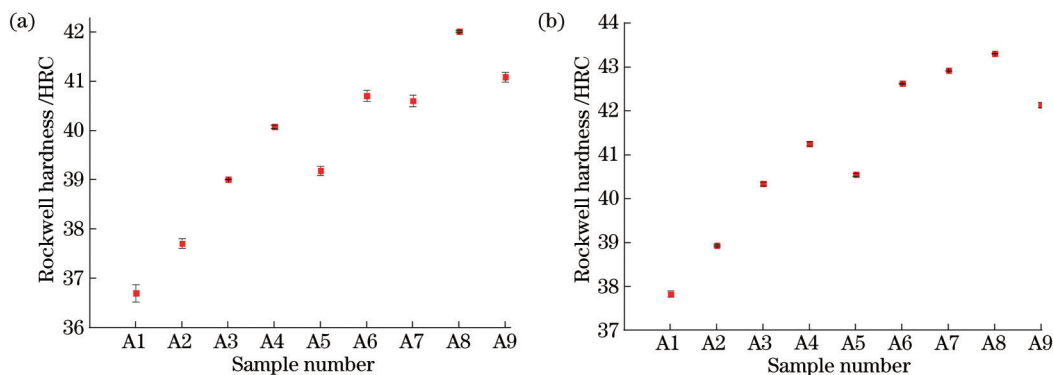 (a)
Rockwell hardness /HRC
42
41
40
39
38
37
36
A1 A2 A3 A4 A5 A6 A7 A8 A9
Sample number
(b)
Rockwell hardness /HRC
44
43
42
41
40
39
38
37
A1 A2 A3 A4 A5 A6 A7 A8 A9
Sample number